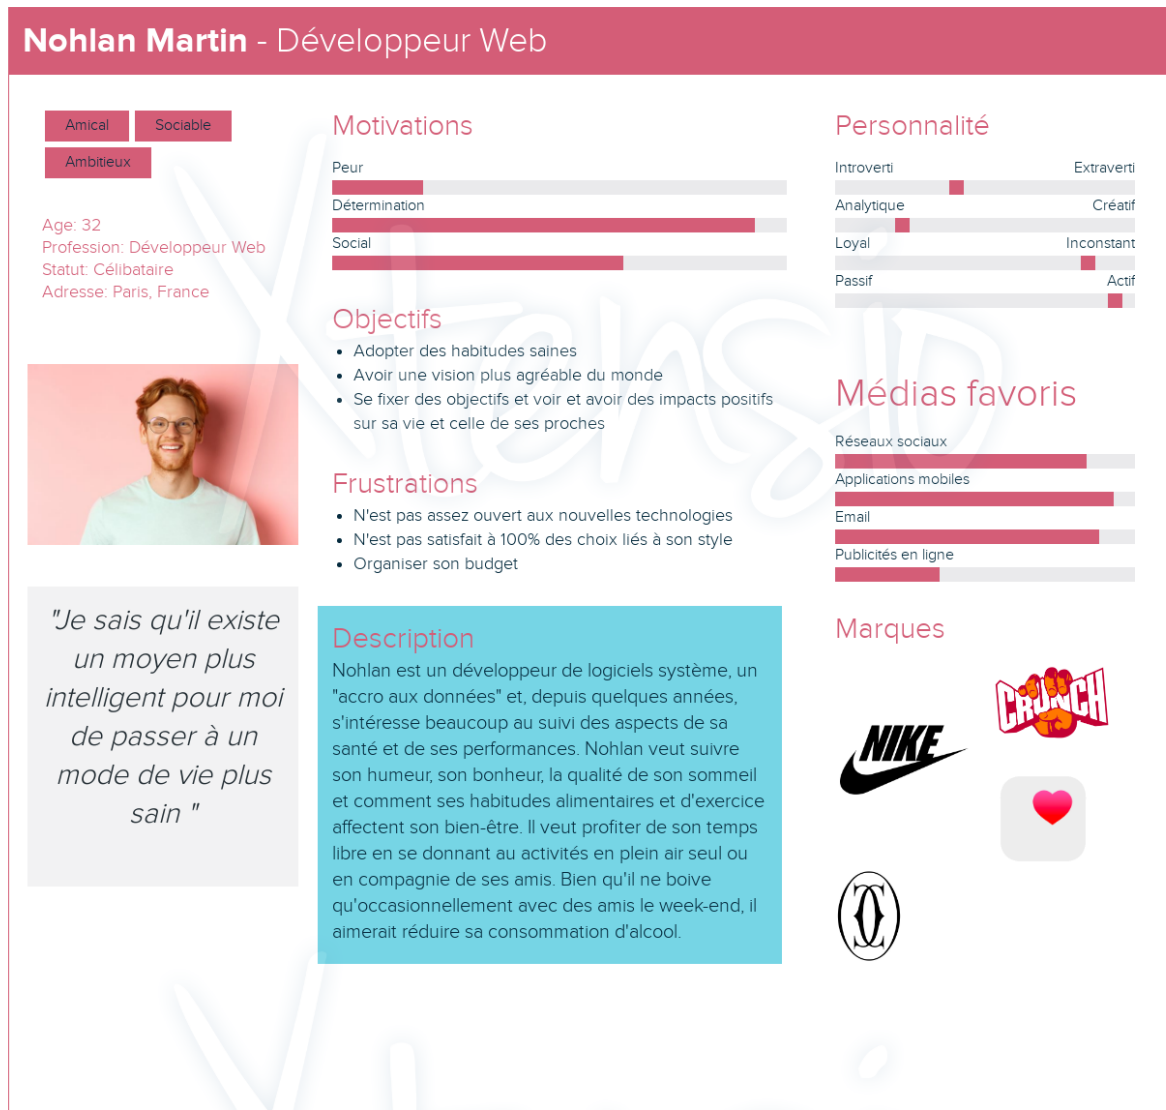 Nohlan Martin - Développeur Web
Amical
Sociable
Ambitieux
Age: 32
Profession: Développeur Web
Statut: Célibataire
Adresse: Paris, France
"Je sais qu'il existe
un moyen plus
intelligent pour moi
de passer à un
mode de vie plus
sain "
Motivations
Peur
Détermination
Social
Objectifs
Adopter des habitudes saines
Avoir une vision plus agréable du monde
Se fixer des objectifs et voir et avoir des impacts positifs
sur sa vie et celle de ses proches
Frustrations
N'est pas assez ouvert aux nouvelles technologies
N'est pas satisfait à 100% des choix liés à son style
Organiser son budget
Description
Nohlan est un développeur de logiciels système, un
"accro aux données" et, depuis quelques années,
s'intéresse beaucoup au suivi des aspects de sa
santé et de ses performances. Nohlan veut suivre
son humeur, son bonheur, la qualité de son sommeil
et comment ses habitudes alimentaires et d'exercice
affectent son bien-être. Il veut profiter de son temps
libre en se donnant au activités en plein air seul ou
en compagnie de ses amis. Bien qu'il ne boive
qu'occasionnellement avec des amis le week-end, il
aimerait réduire sa consommation d'alcool.
Personnalité
Introverti Extraverti
Analytique Créatif
Loyal Inconstant
Passif Actif
Médias favoris
Réseaux sociaux
Applications mobiles
Email
Publicités en ligne
Marques
CRUNCH
NIKE
Xtensio